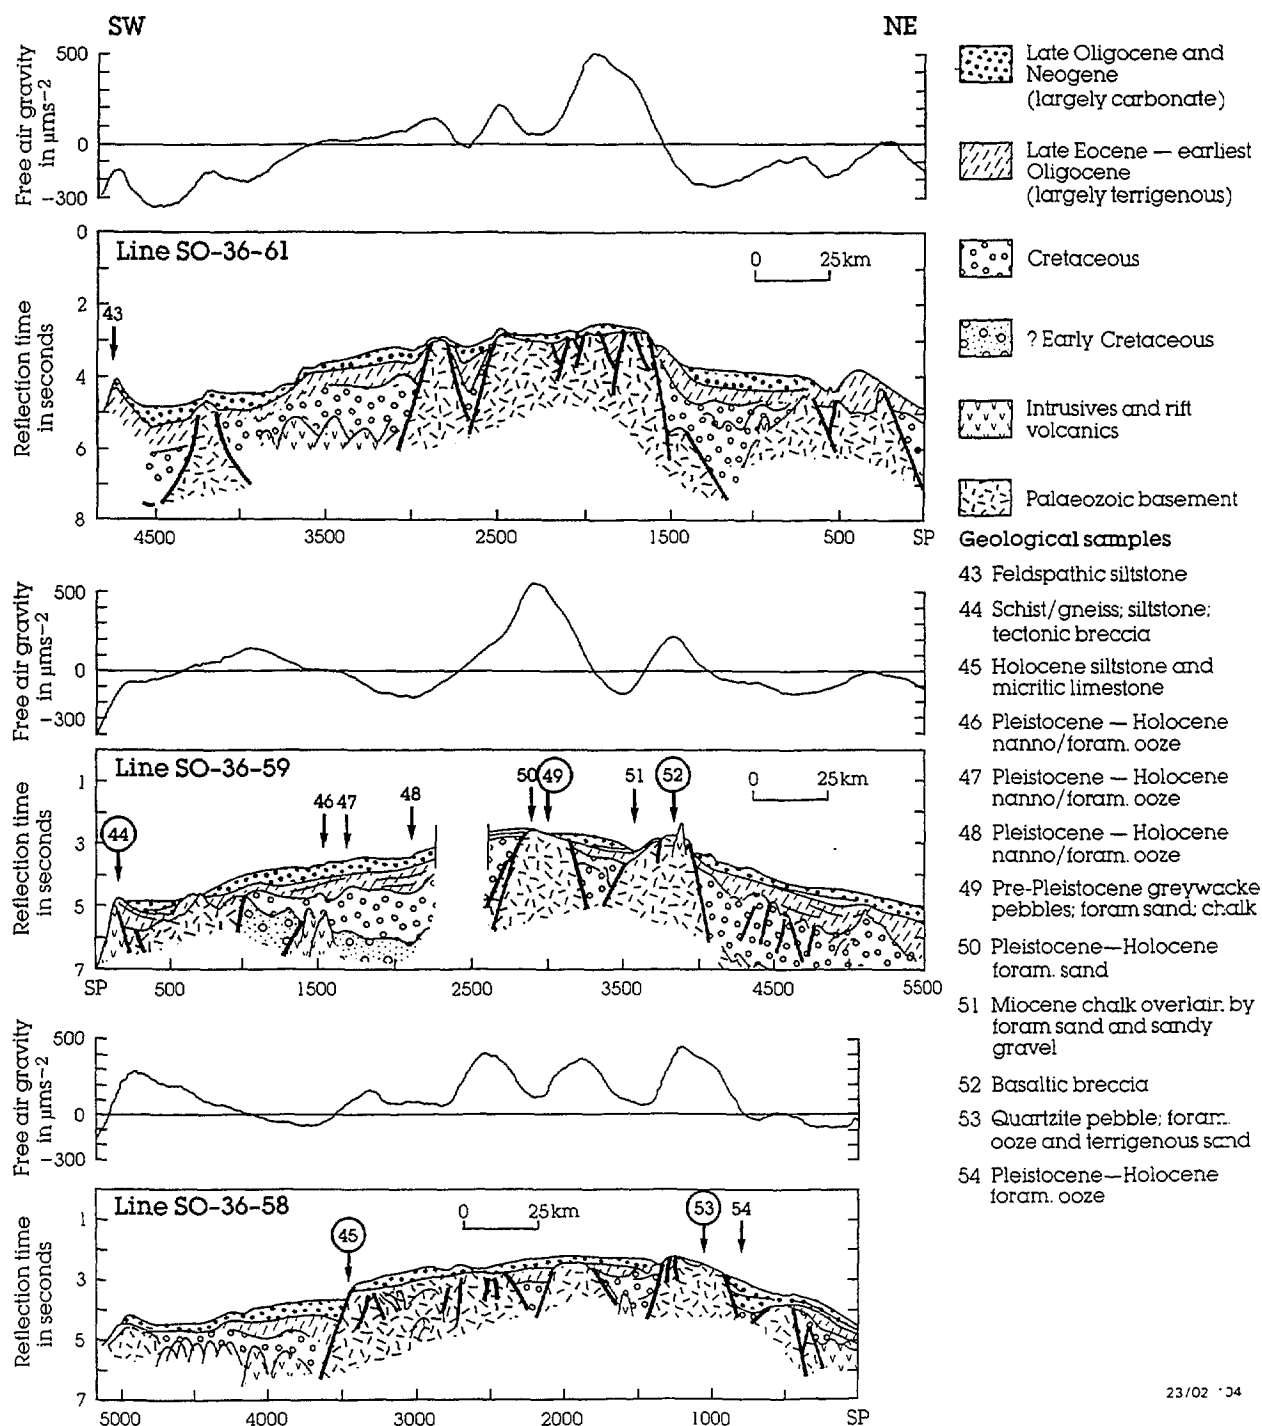 SW
NE
Free air gravity
in µms−2
500
0
−300
Line SO-36-61
0 25km
43
Reflection time
in seconds
0
2
4
6
8
4500 3500 2500 1500 500 SP
Free air gravity
in µms−2
500
0
−300
Line SO-36-59
0 25km
44
46 47
48
50 49
51
52
Reflection time
in seconds
1
3
5
7
SP 500 1500 2500 3500 4500 5500
Free air gravity
in µms−2
500
0
−300
Line SO-36-58
0 25km
45
53 54
Reflection time
in seconds
1
3
5
7
5000 4000 3000 2000 1000 SP
Late Oligocene and
Neogene
(largely carbonate)
Late Eocene — earliest
Oligocene
(largely terrigenous)
Cretaceous
? Early Cretaceous
Intrusives and rift
volcanics
Palaeozoic basement
Geological samples
43 Feldspathic siltstone
44 Schist/gneiss; siltstone;
tectonic breccia
45 Holocene siltstone and
micritic limestone
46 Pleistocene — Holocene
nanno/foram. ooze
47 Pleistocene — Holocene
nanno/foram. ooze
48 Pleistocene — Holocene
nanno/foram. ooze
49 Pre-Pleistocene greywacke
pebbles; foram sand; chalk
50 Pleistocene—Holocene
foram. sand
51 Miocene chalk overlain by
foram sand and sandy
gravel
52 Basaltic breccia
53 Quartzite pebble; foram.
ooze and terrigenous sand
54 Pleistocene—Holocene
foram. ooze
23/02